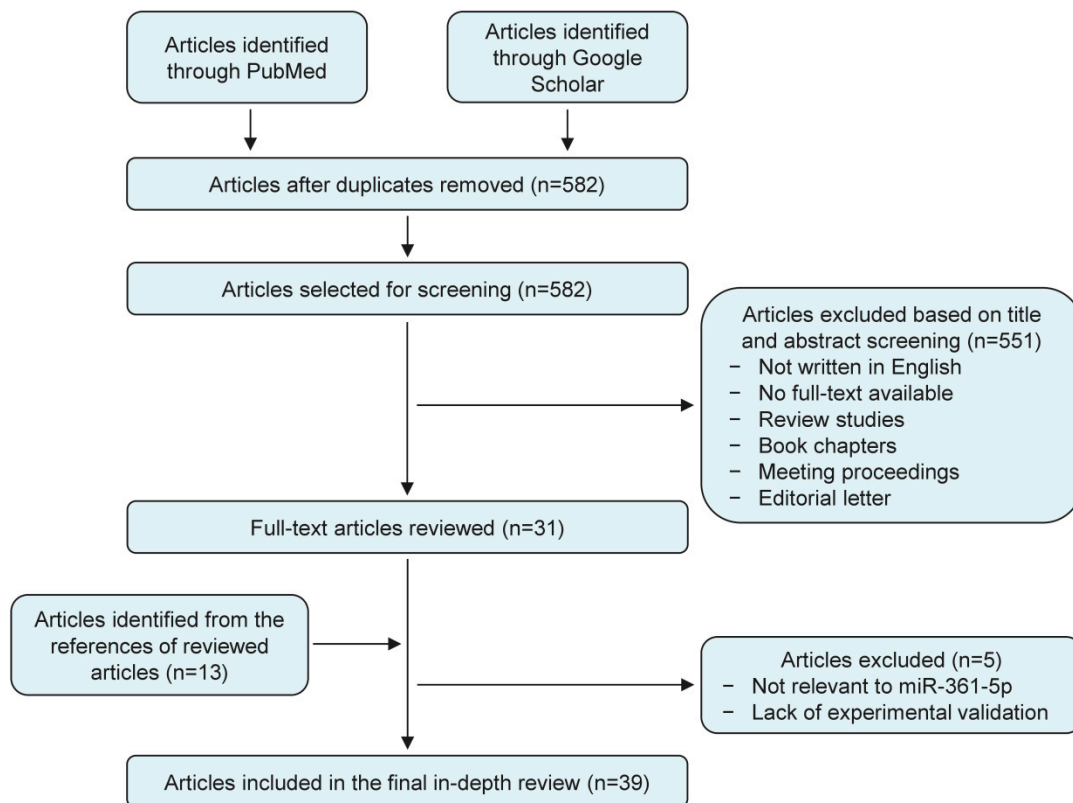 Articles identified
through PubMed
Articles identified
through Google
Scholar
Articles after duplicates removed (n=582)
Articles selected for screening (n=582)
Articles excluded based on title
and abstract screening (n=551)
− Not written in English
− No full-text available
− Review studies
− Book chapters
− Meeting proceedings
− Editorial letter
Full-text articles reviewed (n=31)
Articles identified from the
references of reviewed
articles (n=13)
Articles excluded (n=5)
− Not relevant to miR-361-5p
− Lack of experimental validation
Articles included in the final in-depth review (n=39)